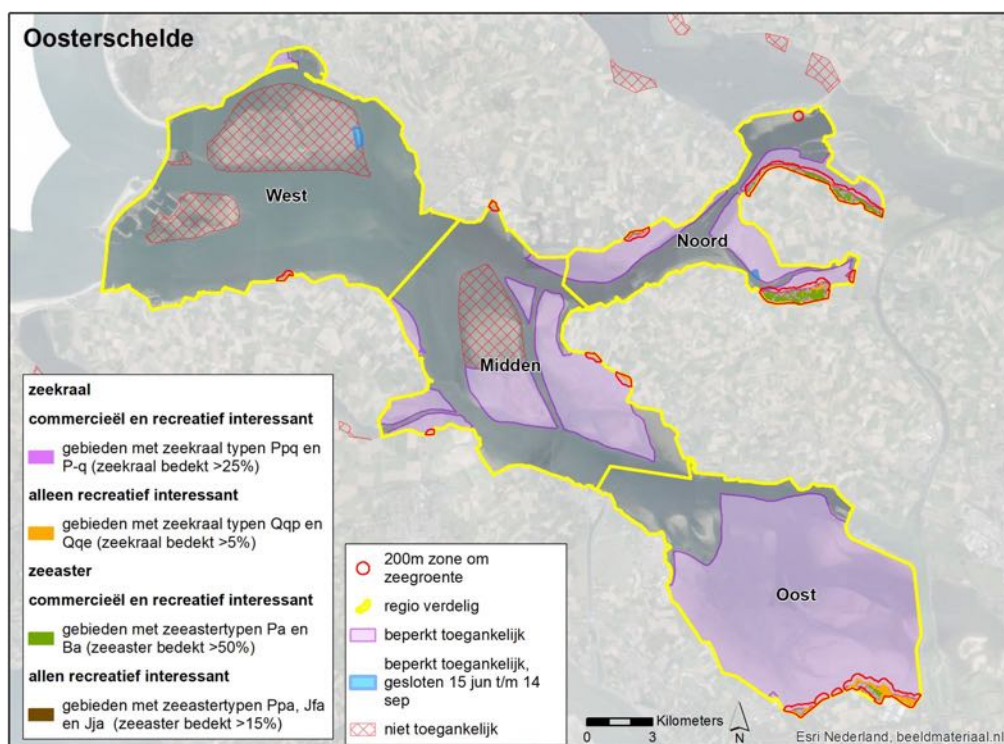 Oosterschelde
West
Noord
Midden
Oost
zeekraal
commercieël en recreatief interessant
gebieden met zeekraal typen Ppq en
P-q (zeekraal bedekt >25%)
alleen recreatief interessant
gebieden met zeekraal typen Qqp en
Qqe (zeekraal bedekt >5%)
zeeaster
commercieël en recreatief interessant
gebieden met zeeastertypen Pa en
Ba (zeeaster bedekt >50%)
allen recreatief interessant
gebieden met zeeastertypen Ppa, Jfa
en Jja (zeeaster bedekt >15%)
200m zone om
zeegroente
regio verdelig
beperkt toegankelijk
beperkt toegankelijk,
gesloten 15 jun t/m 14
sep
niet toegankelijk
Kilometers
0 3
N
Esri Nederland, beeldmateriaal.n